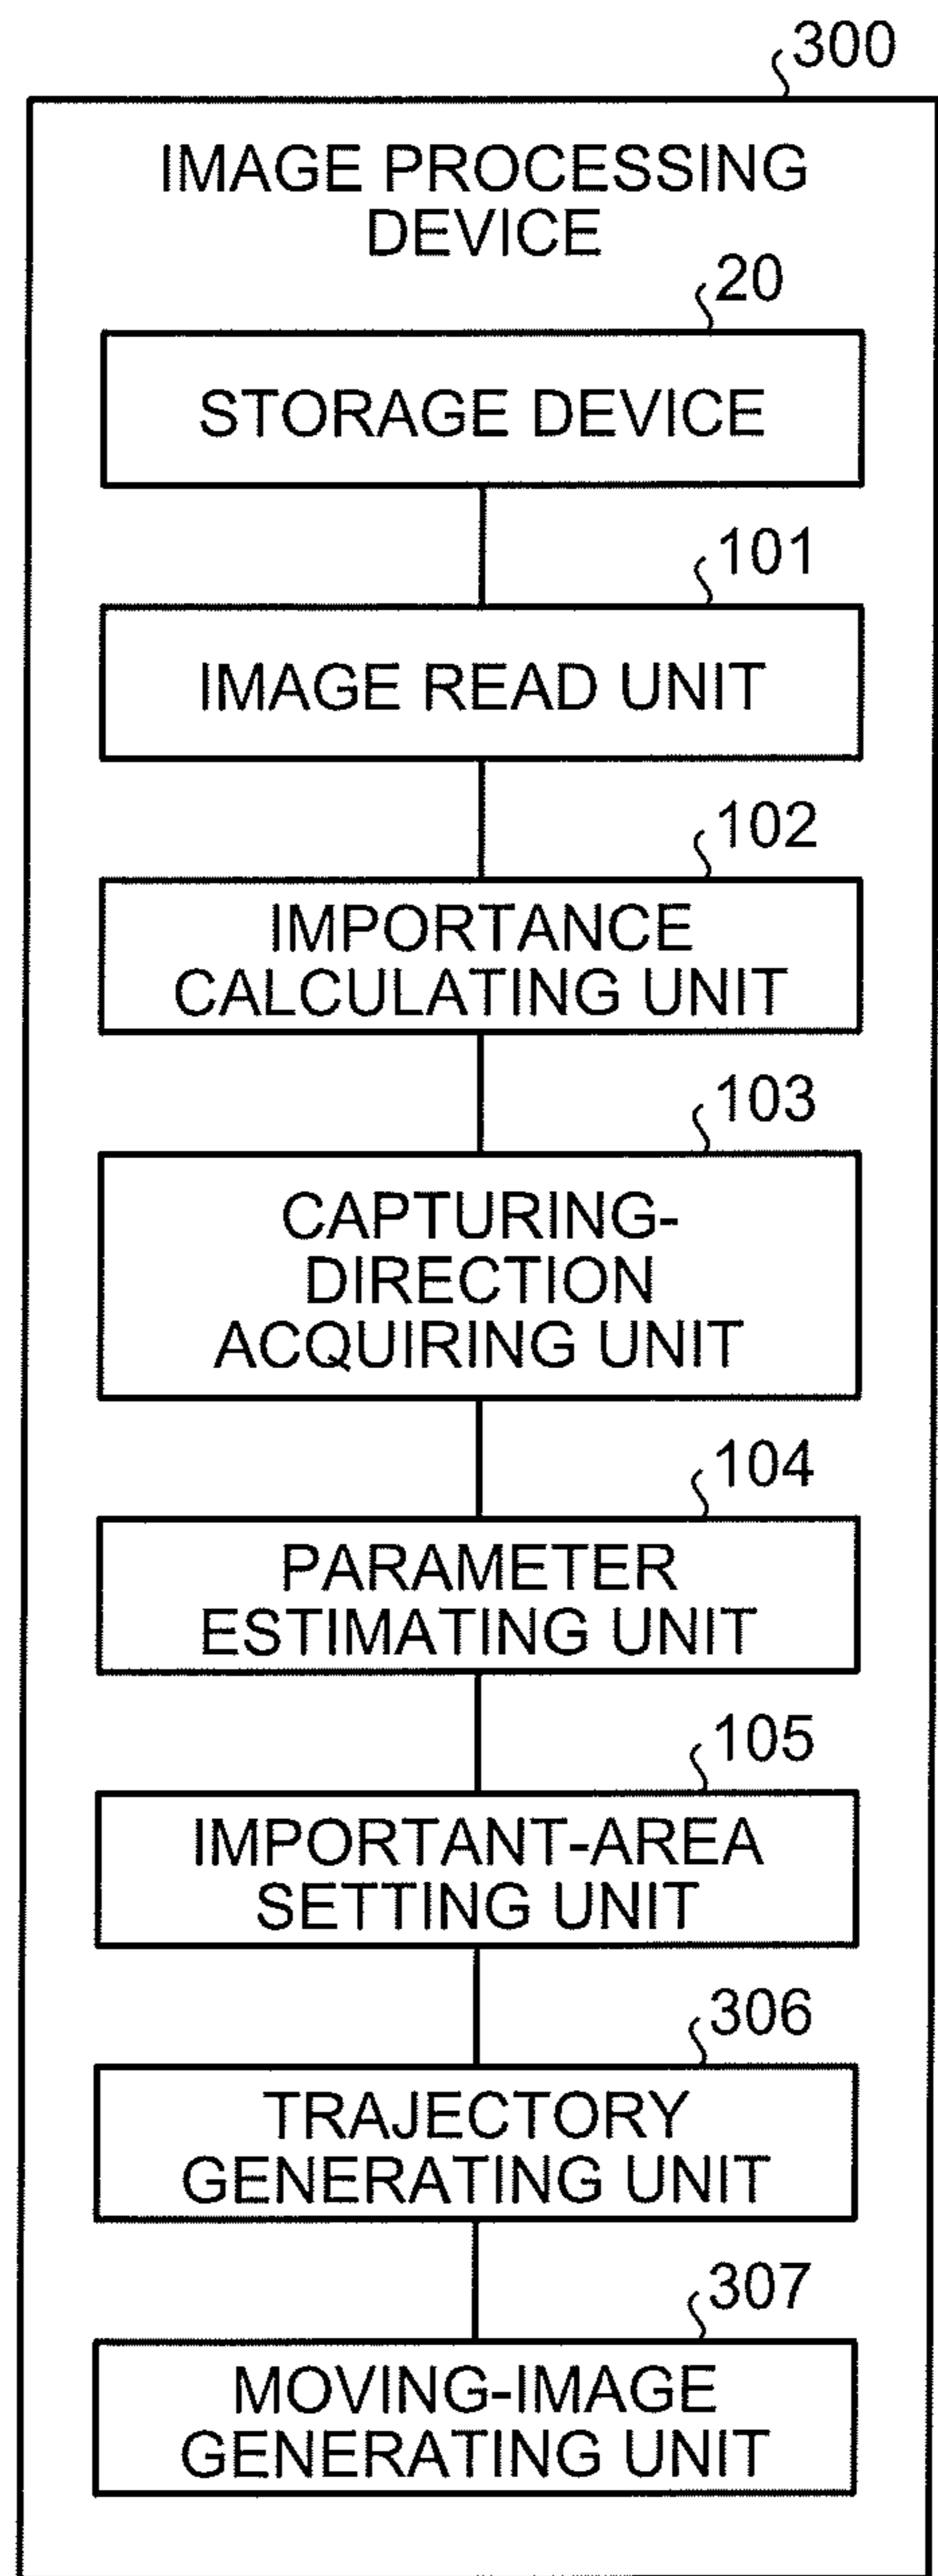 300
IMAGE PROCESSING
DEVICE
20
STORAGE DEVICE
101
IMAGE READ UNIT
102
IMPORTANCE
CALCULATING UNIT
103
CAPTURING-
DIRECTION
ACQUIRING UNIT
104
PARAMETER
ESTIMATING UNIT
105
IMPORTANT-AREA
SETTING UNIT
306
TRAJECTORY
GENERATING UNIT
307
MOVING-IMAGE
GENERATING UNIT